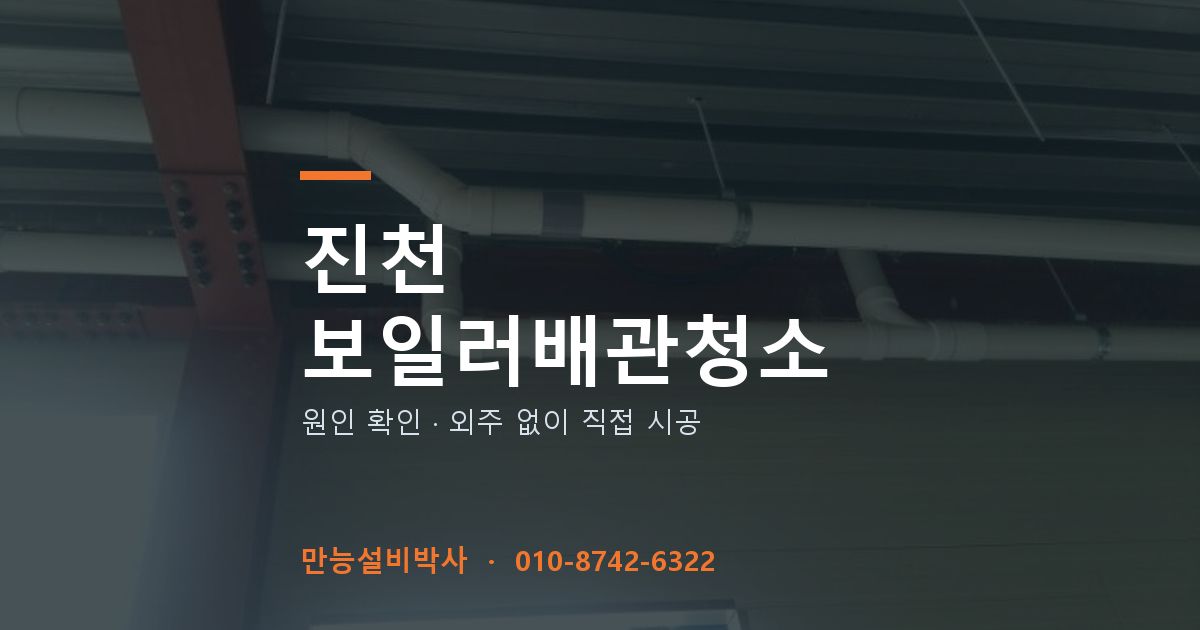 진천
보일러배관청소
원인 확인 · 외주 없이 직접 시공
만능설비박사 · 010-8742-6322